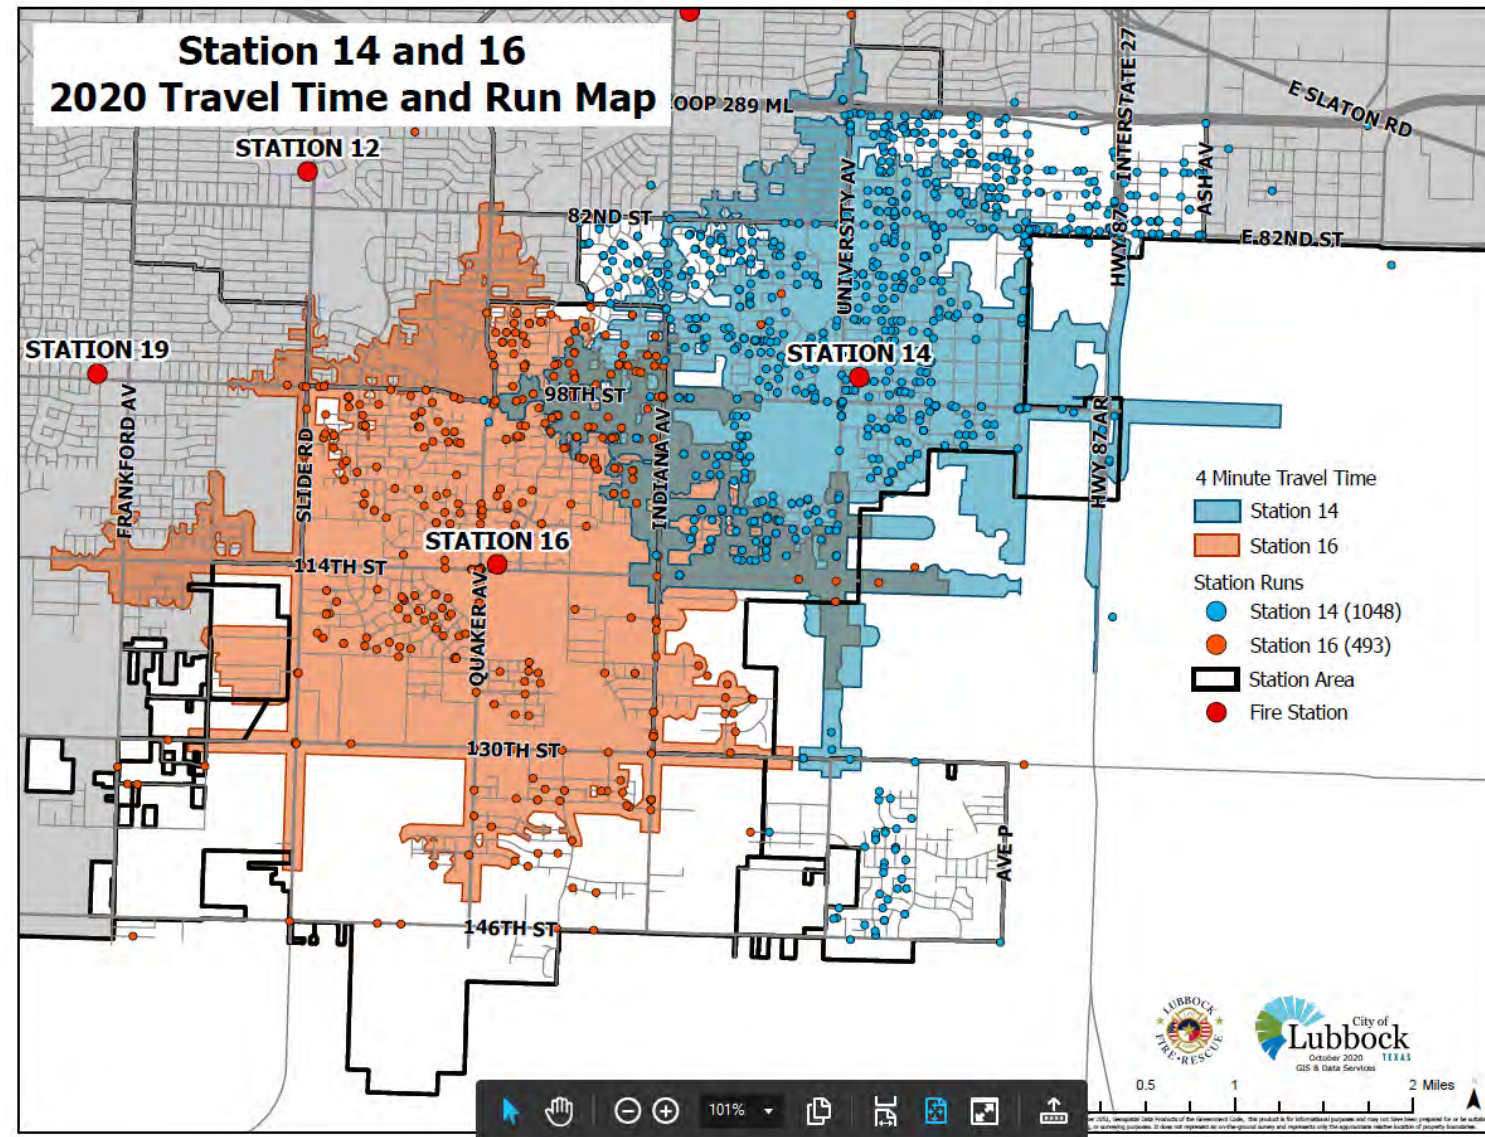 Station 14 and 16
2020 Travel Time and Run Map
OOP 289 ML
INTERSTATE 27
E SLATON RD
STATION 12
UNIVERSITY AV
ASH AV
82ND ST
HWY 87
E 82ND ST
STATION 19
STATION 14
FRANKFORD AV
98TH ST
SLIDE RD
INDIANA AV
HWY 87 AR
STATION 16
114TH ST
QUAKER AV
130TH ST
AVE P
146TH ST
4 Minute Travel Time
Station 14
Station 16
Station Runs
Station 14 (1048)
Station 16 (493)
Station Area
Fire Station
LUBBOCK
FIRE•RESCUE
City of
Lubbock
TEXAS
October 2020
GIS & Data Services
0.5 1 2 Miles
101%